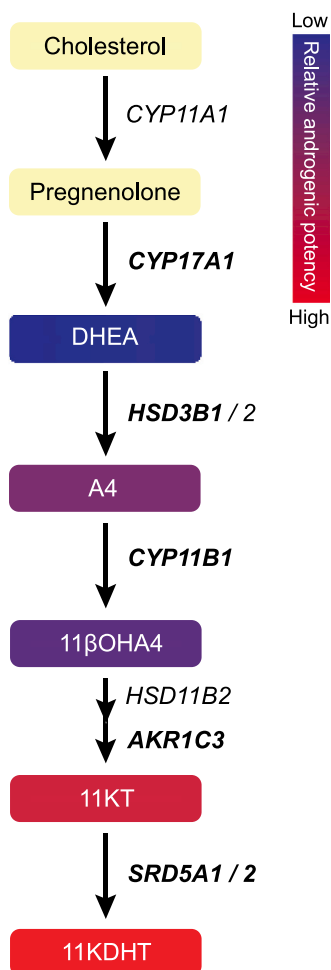 Cholesterol
CYP11A1
Pregnenolone
CYP17A1
DHEA
HSD3B1 / 2
A4
CYP11B1
11βOHA4
HSD11B2
AKR1C3
11KT
SRD5A1 / 2
11KDHT
Low
Relative androgenic potency
High